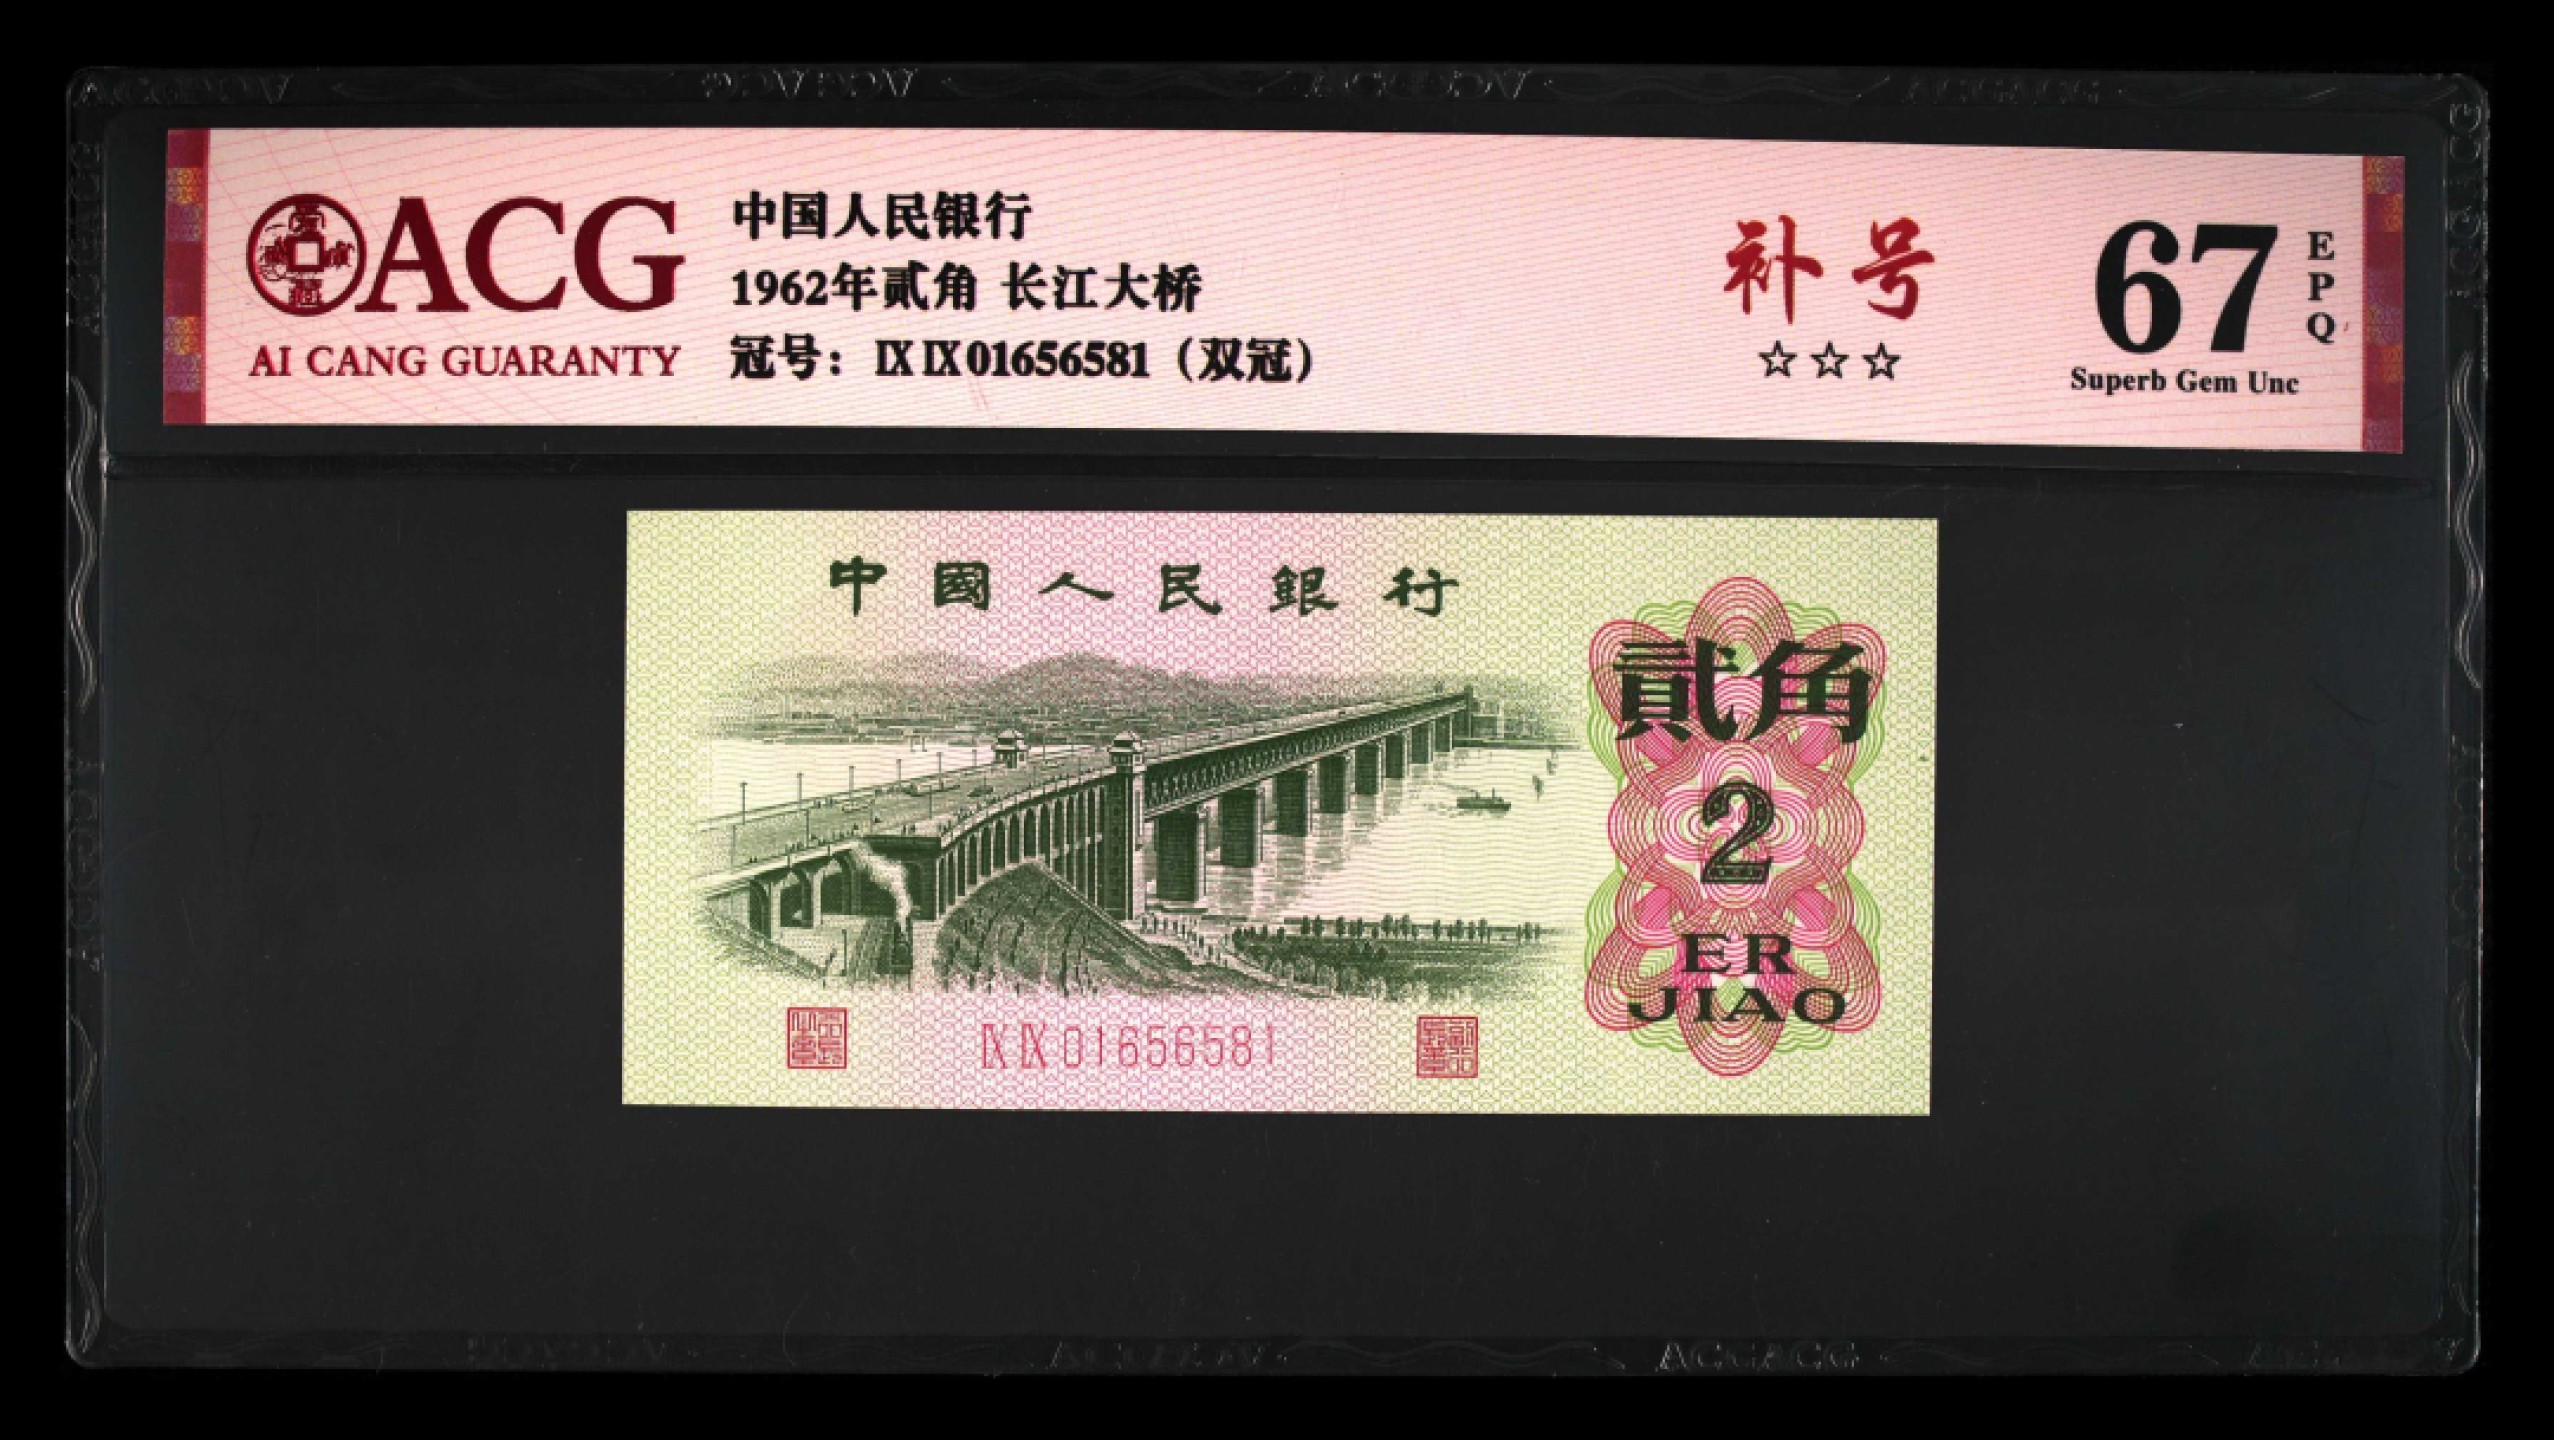 ACG
AI CANG GUARANTY
中国人民银行
1962年贰角 长江大桥
冠号：ⅨⅨ01656581（双冠）
补号
☆☆☆
67
EPQ
Superb Gem Unc
中國人民銀行
貳角
2
ER
JIAO
ⅨⅨ01656581